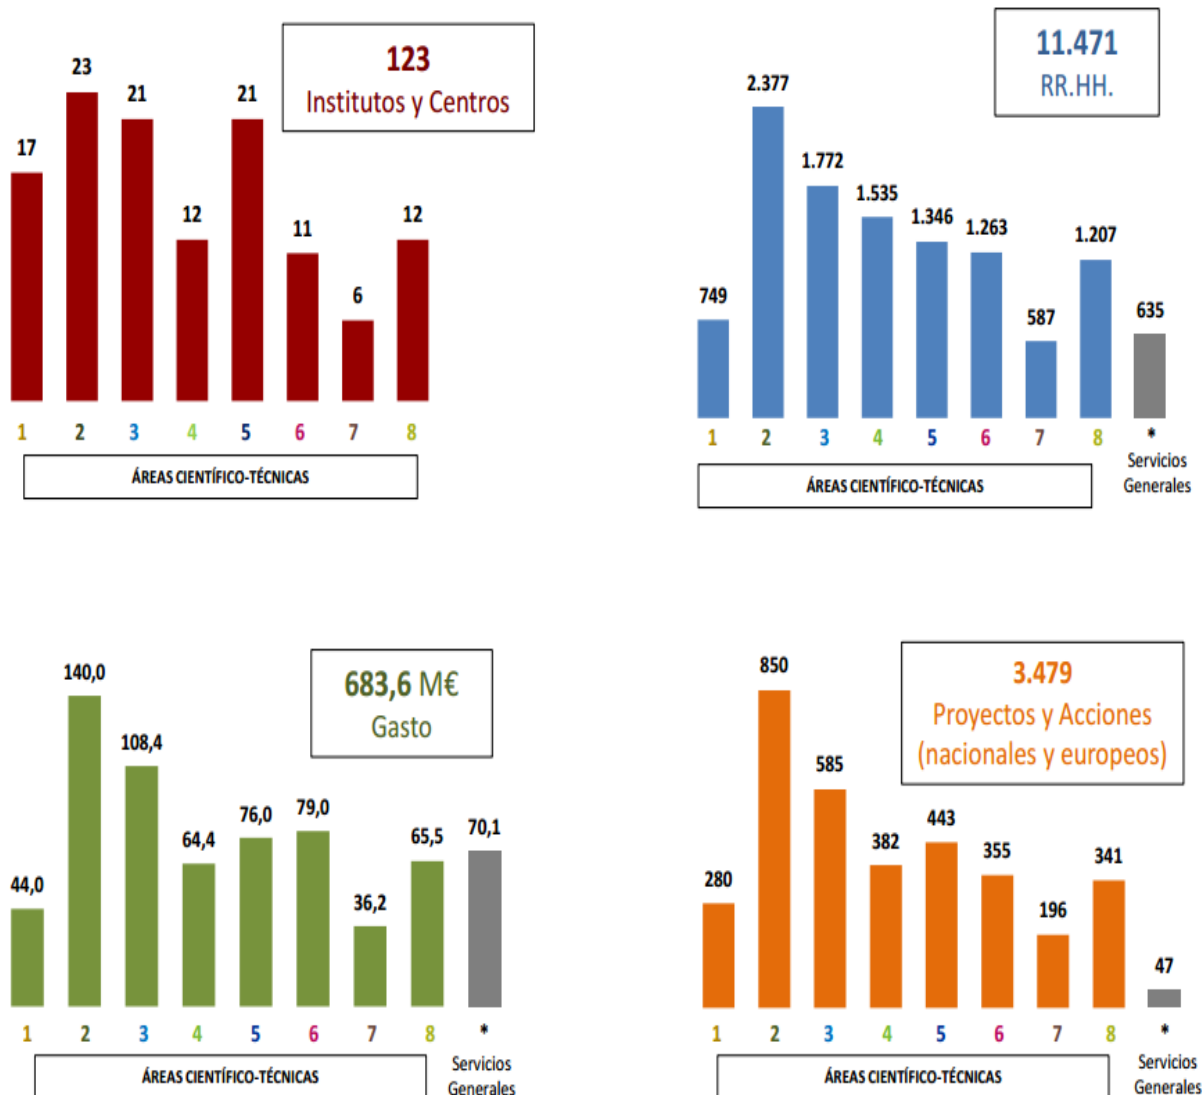 123
Institutos y Centros
17
23
21
12
21
11
6
12
1 2 3 4 5 6 7 8
ÁREAS CIENTÍFICO-TÉCNICAS
11.471
RR.HH.
749
2.377
1.772
1.535
1.346
1.263
587
1.207
635
1 2 3 4 5 6 7 8 *
Servicios
Generales
ÁREAS CIENTÍFICO-TÉCNICAS
683,6 M€
Gasto
44,0
140,0
108,4
64,4
76,0
79,0
36,2
65,5
70,1
1 2 3 4 5 6 7 8 *
Servicios
Generales
ÁREAS CIENTÍFICO-TÉCNICAS
3.479
Proyectos y Acciones
(nacionales y europeos)
280
850
585
382
443
355
196
341
47
1 2 3 4 5 6 7 8 *
Servicios
Generales
ÁREAS CIENTÍFICO-TÉCNICAS